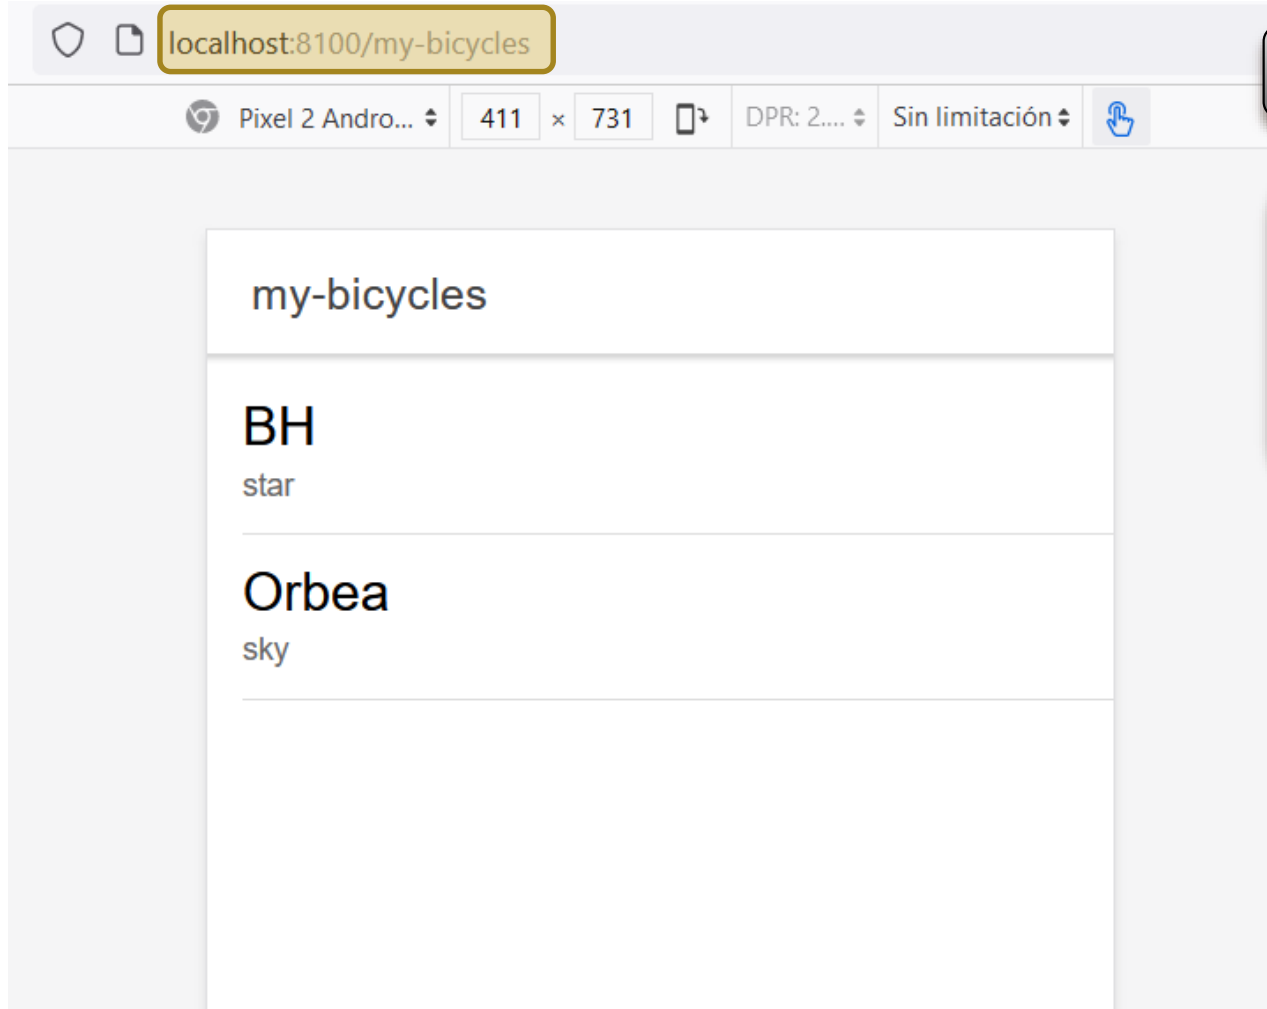 localhost:8100/my-bicycles
Pixel 2 Andro... 411 × 731 DPR: 2.... Sin limitación
my-bicycles
BH
star
Orbea
sky